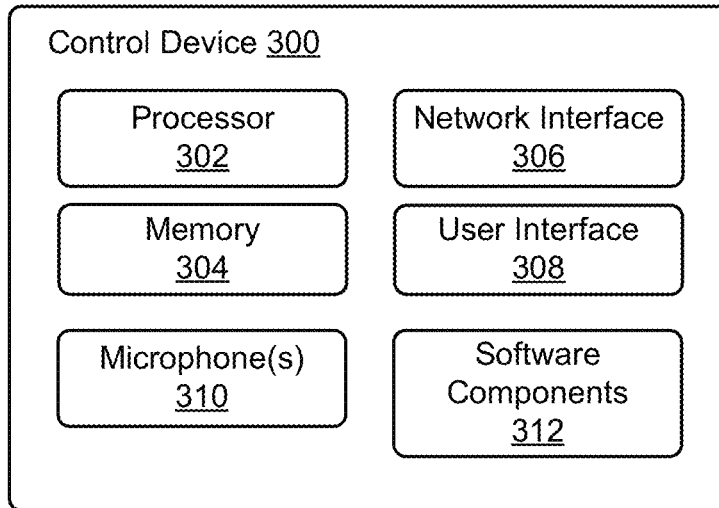 Control Device 300
Processor
302
Network Interface
306
Memory
304
User Interface
308
Microphone(s)
310
Software
Components
312